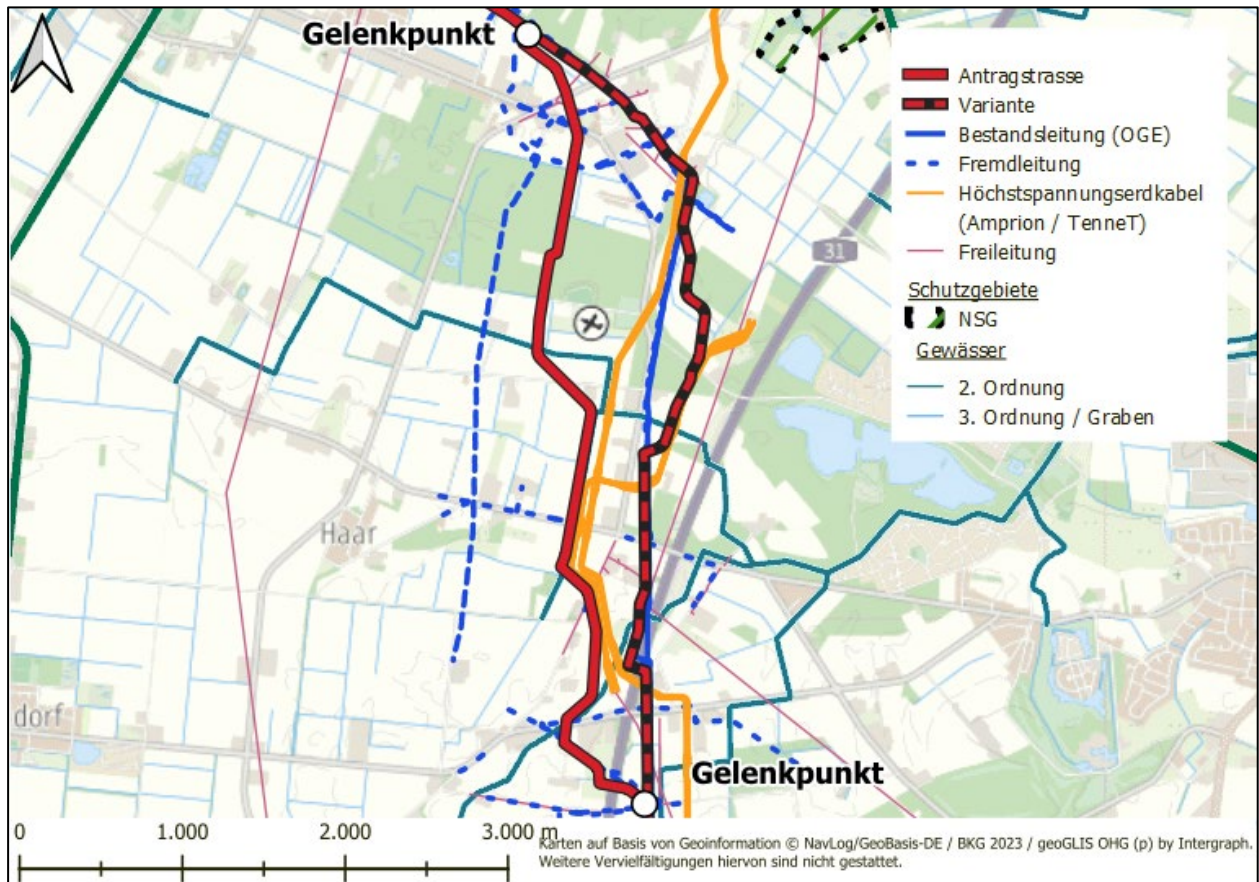 Gelenkpunkt
Antragstrasse
Variante
Bestandsleitung (OGE)
Fremdleitung
Höchstspannungserdkabel
(Amprion / TenneT)
Freileitung
Schutzgebiete
NSG
Gewässer
2. Ordnung
3. Ordnung / Graben
31
Haar
dorf
Gelenkpunkt
0 1.000 2.000 3.000 m
Karten auf Basis von Geoinformation © NavLog/GeoBasis-DE / BKG 2023 / geoGLIS OHG (p) by Intergraph.
Weitere Vervielfältigungen hiervon sind nicht gestattet.